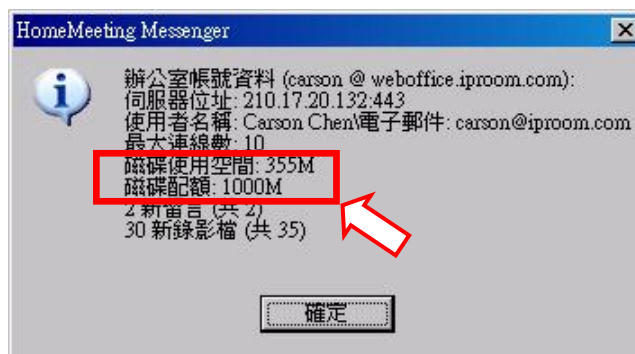 HomeMeeting Messenger
辦公室帳號資料 (carson @ weboffice.iproom.com):
伺服器位址: 210.17.20.132:443
使用者名稱: Carson Chen\電子郵件: carson@iproom.com
最大連線數: 10
磁碟使用空間: 355M
磁碟配額: 1000M
2 新留言 (共 2)
30 新錄影檔 (共 35)
確定